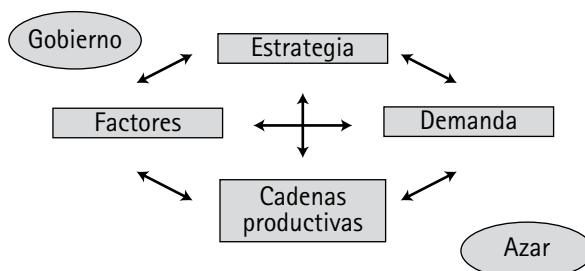 Gobierno
Estrategia
Factores
Demanda
Cadenas
productivas
Azar